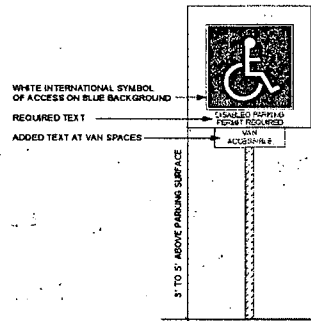 WHITE INTERNATIONAL SYMBOL
OF ACCESS ON BLUE BACKGROUND
REQUIRED TEXT
ADDED TEXT AT VAN SPACES
DISABLED PARKING
PERMIT REQUIRED
VAN
ACCESSIBLE
3' TO 5' ABOVE PARKING SURFACE